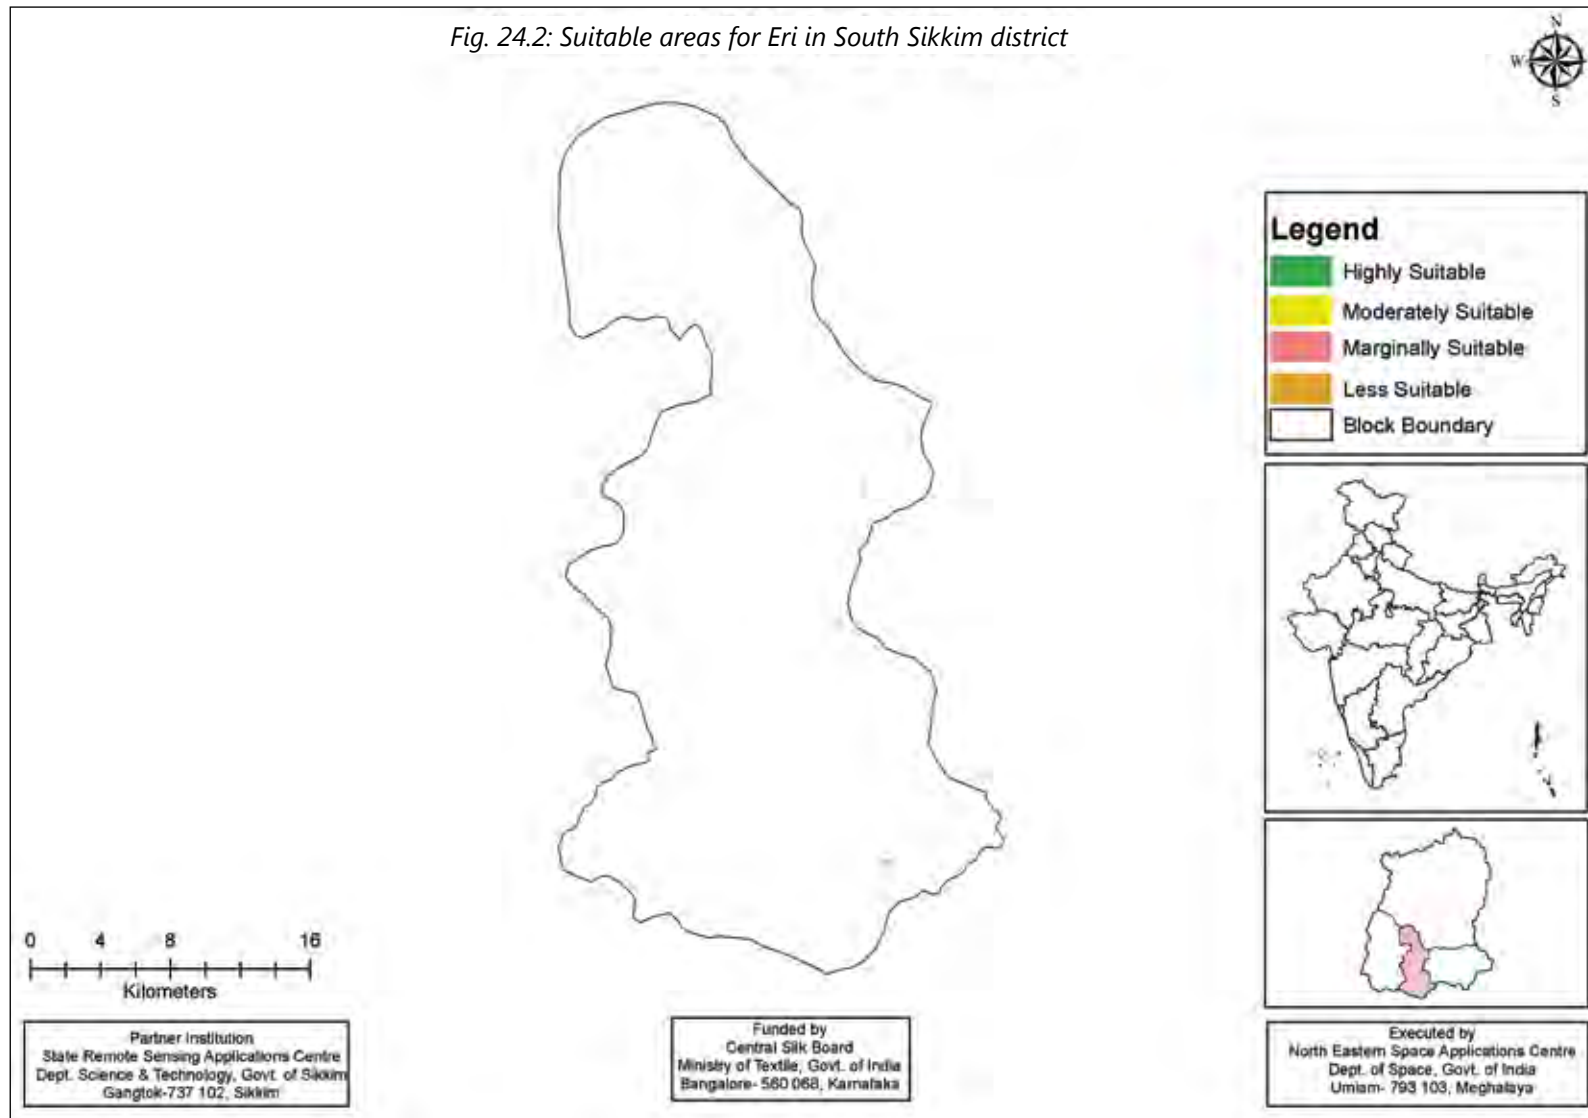 Fig. 24.2: Suitable areas for Eri in South Sikkim district
N
W
S
Legend
Highly Suitable
Moderately Suitable
Marginally Suitable
Less Suitable
Block Boundary
0 4 8 16
Kilometers
Partner Institution
State Remote Sensing Applications Centre
Dept. Science & Technology, Govt. of Sikkim
Gangtok-737 102, Sikkim
Funded by
Central Silk Board
Ministry of Textile, Govt. of India
Bangalore- 560 068, Karnataka
Executed by
North Eastern Space Applications Centre
Dept. of Space, Govt. of India
Umiam- 793 103, Meghalaya